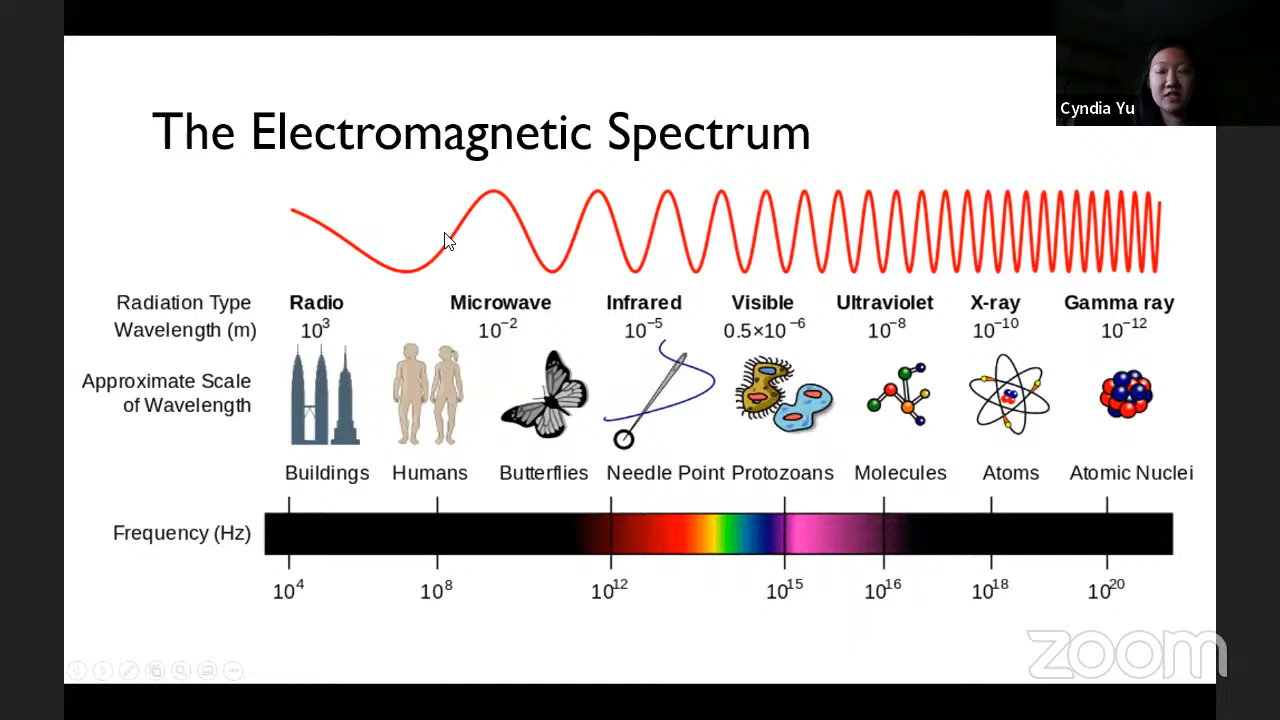 Cyndia Yu
The Electromagnetic Spectrum
Radiation Type Radio Microwave Infrared Visible Ultraviolet X-ray Gamma ray
Wavelength (m) 10³ 10⁻² 10⁻⁵ 0.5×10⁻⁶ 10⁻⁸ 10⁻¹⁰ 10⁻¹²
Approximate Scale
of Wavelength
Buildings Humans Butterflies Needle Point Protozoans Molecules Atoms Atomic Nuclei
Frequency (Hz)
10⁴ 10⁸ 10¹² 10¹⁵ 10¹⁶ 10¹⁸ 10²⁰
zoom